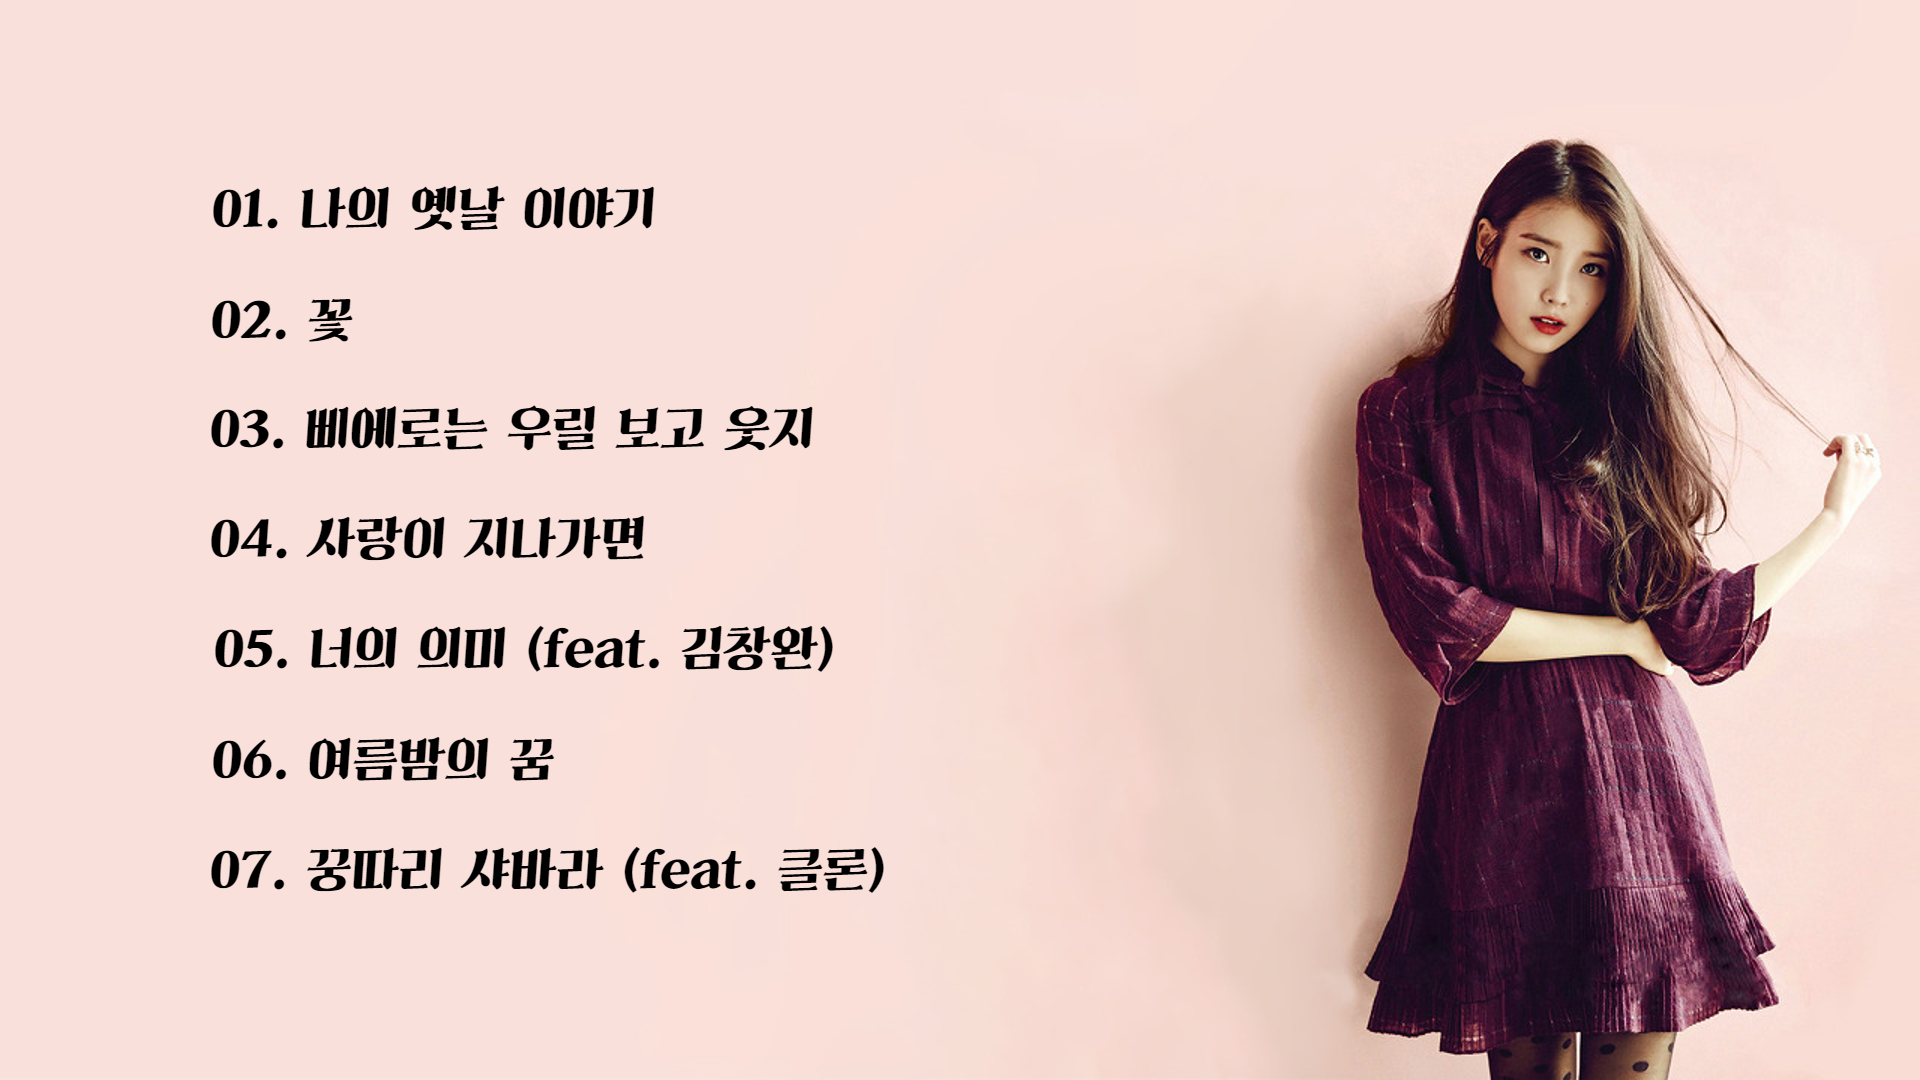 01. 나의 옛날 이야기
02. 꽃
03. 삐에로는 우릴 보고 웃지
04. 사랑이 지나가면
05. 너의 의미 (feat. 김창완)
06. 여름밤의 꿈
07. 꿍따리 샤바라 (feat. 클론)